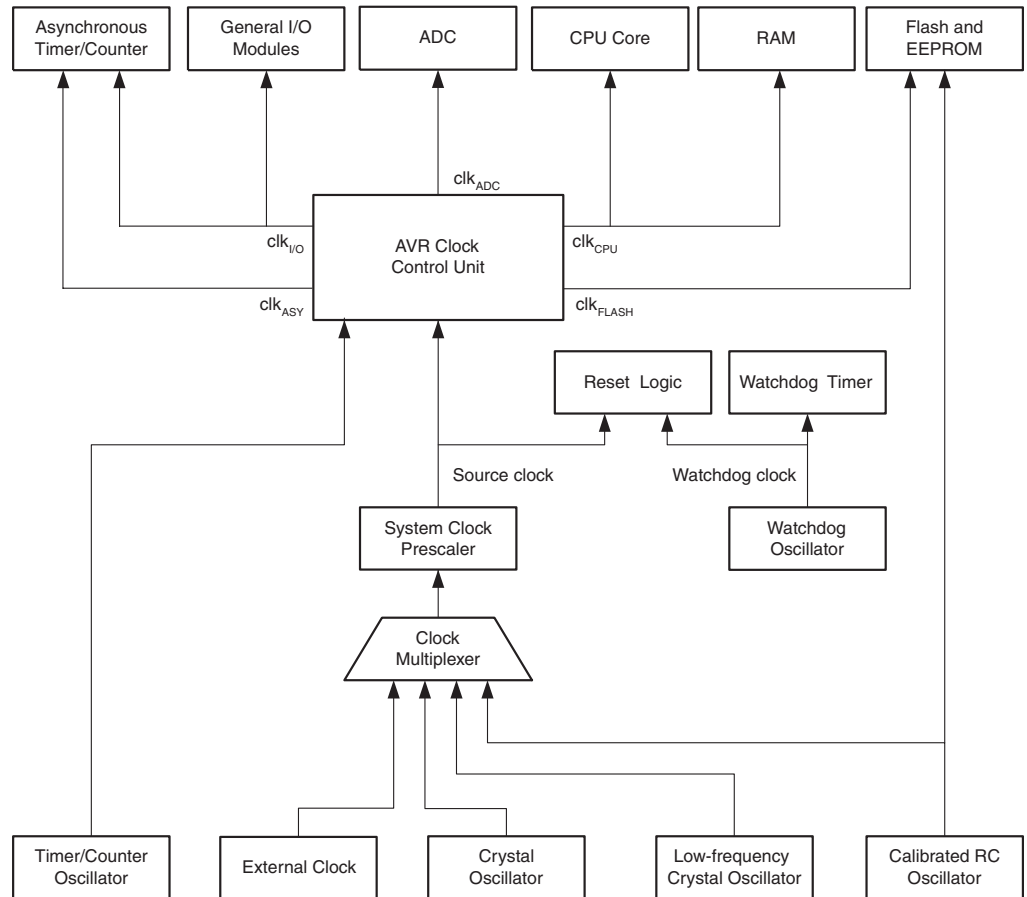 Asynchronous
Timer/Counter
General I/O
Modules
ADC
CPU Core
RAM
Flash and
EEPROM
clkADC
clkI/O
AVR Clock
Control Unit
clkCPU
clkASY
clkFLASH
Reset Logic
Watchdog Timer
Source clock
Watchdog clock
System Clock
Prescaler
Watchdog
Oscillator
Clock
Multiplexer
Timer/Counter
Oscillator
External Clock
Crystal
Oscillator
Low-frequency
Crystal Oscillator
Calibrated RC
Oscillator